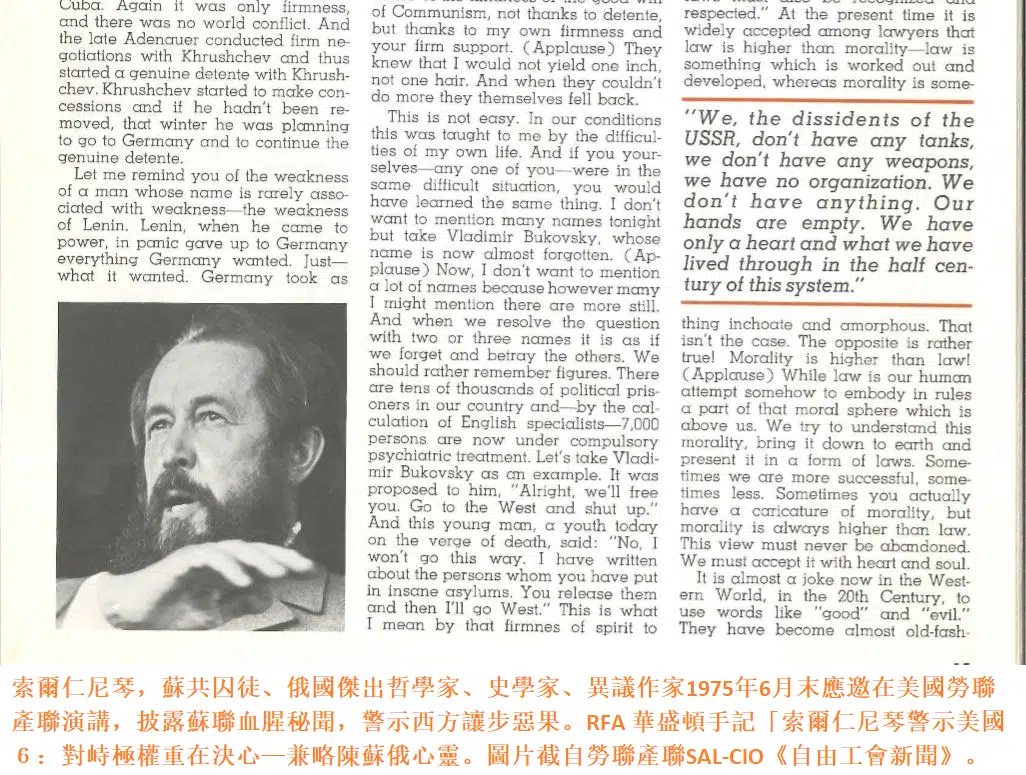 Cuba. Again it was only firmness,
and there was no world conflict. And
the late Adenauer conducted firm ne-
gotiations with Khrushchev and thus
started a genuine detente with Khrush-
chev. Khrushchev started to make con-
cessions and if he hadn't been re-
moved, that winter he was planning
to go to Germany and to continue the
genuine detente.
Let me remind you of the weakness
of a man whose name is rarely asso-
ciated with weakness—the weakness
of Lenin. Lenin, when he came to
power, in panic gave up to Germany
everything Germany wanted. Just—
what it wanted. Germany took as
of Communism, not thanks to detente,
but thanks to my own firmness and
your firm support. (Applause) They
knew that I would not yield one inch,
not one hair. And when they couldn't
do more they themselves fell back.
This is not easy. In our conditions
this was taught to me by the difficul-
ties of my own life. And if you your-
selves—any one of you—were in the
same difficult situation, you would
have learned the same thing. I don't
want to mention many names tonight
but take Vladimir Bukovsky, whose
name is now almost forgotten. (Ap-
plause) Now, I don't want to mention
a lot of names because however many
I might mention there are more still.
And when we resolve the question
with two or three names it is as if
we forget and betray the others. We
should rather remember figures. There
are tens of thousands of political pris-
oners in our country and—by the cal-
culation of English specialists—7,000
persons are now under compulsory
psychiatric treatment. Let's take Vladi-
mir Bukovsky as an example. It was
proposed to him, "Alright, we'll free
you. Go to the West and shut up."
And this young man, a youth today
on the verge of death, said: "No, I
won't go this way. I have written
about the persons whom you have put
in insane asylums. You release them
and then I'll go West." This is what
I mean by that firmnes of spirit to
respected." At the present time it is
widely accepted among lawyers that
law is higher than morality—law is
something which is worked out and
developed, whereas morality is some-
"We, the dissidents of the
USSR, don't have any tanks,
we don't have any weapons,
we have no organization. We
don't have anything. Our
hands are empty. We have
only a heart and what we have
lived through in the half cen-
tury of this system."
thing inchoate and amorphous. That
isn't the case. The opposite is rather
true! Morality is higher than law!
(Applause) While law is our human
attempt somehow to embody in rules
a part of that moral sphere which is
above us. We try to understand this
morality, bring it down to earth and
present it in a form of laws. Some-
times we are more successful, some-
times less. Sometimes you actually
have a caricature of morality, but
morality is always higher than law.
This view must never be abandoned.
We must accept it with heart and soul.
It is almost a joke now in the West-
ern World, in the 20th Century, to
use words like "good" and "evil."
They have become almost old-fash-
索爾仁尼琴，蘇共囚徒、俄國傑出哲學家、史學家、異議作家1975年6月末應邀在美國勞聯
產聯演講，披露蘇聯血腥秘聞，警示西方讓步惡果。RFA 華盛頓手記「索爾仁尼琴警示美國
６：對峙極權重在決心—兼略陳蘇俄心靈。圖片截自勞聯產聯SAL-CIO《自由工會新聞》。